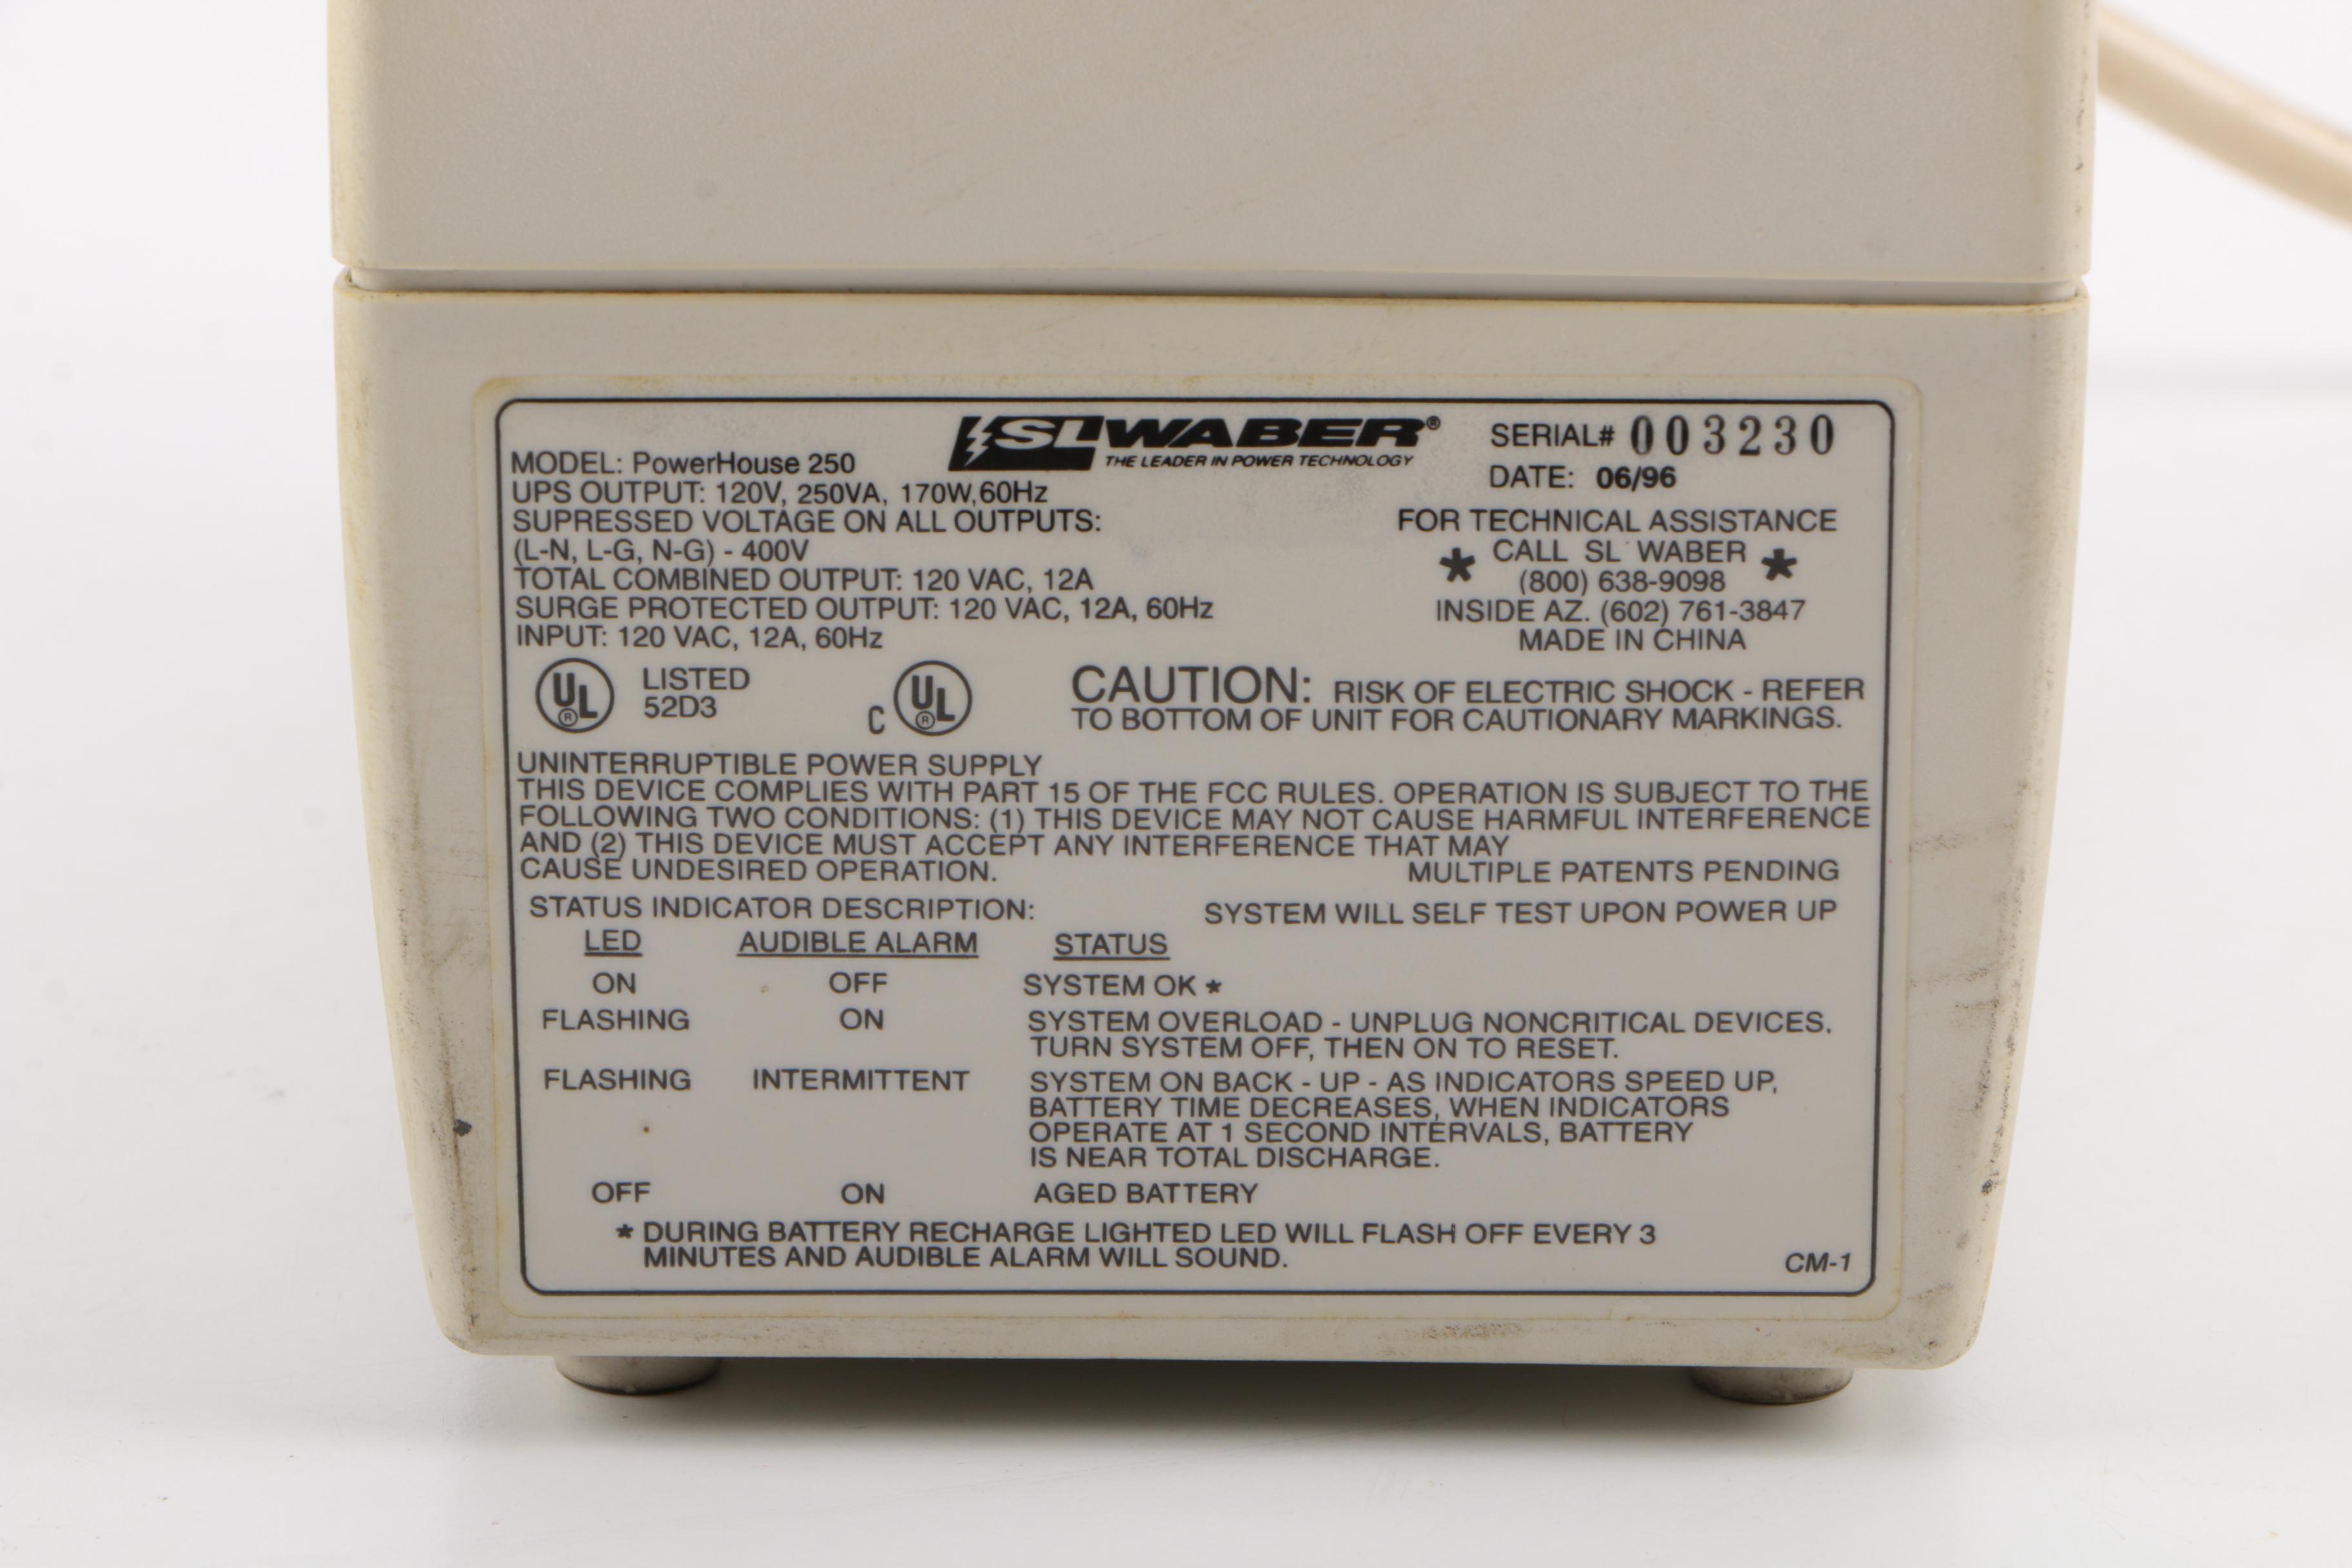 SL WABER®
THE LEADER IN POWER TECHNOLOGY
SERIAL# 003230
DATE: 06/96
MODEL: PowerHouse 250
UPS OUTPUT: 120V, 250VA, 170W,60Hz
SUPRESSED VOLTAGE ON ALL OUTPUTS:
(L-N, L-G, N-G) - 400V
TOTAL COMBINED OUTPUT: 120 VAC, 12A
SURGE PROTECTED OUTPUT: 120 VAC, 12A, 60Hz
INPUT: 120 VAC, 12A, 60Hz
FOR TECHNICAL ASSISTANCE
* CALL SL WABER *
(800) 638-9098
INSIDE AZ. (602) 761-3847
MADE IN CHINA
UL® LISTED
52D3
C UL®
CAUTION: RISK OF ELECTRIC SHOCK - REFER
TO BOTTOM OF UNIT FOR CAUTIONARY MARKINGS.
UNINTERRUPTIBLE POWER SUPPLY
THIS DEVICE COMPLIES WITH PART 15 OF THE FCC RULES. OPERATION IS SUBJECT TO THE
FOLLOWING TWO CONDITIONS: (1) THIS DEVICE MAY NOT CAUSE HARMFUL INTERFERENCE
AND (2) THIS DEVICE MUST ACCEPT ANY INTERFERENCE THAT MAY
CAUSE UNDESIRED OPERATION.
MULTIPLE PATENTS PENDING
STATUS INDICATOR DESCRIPTION:
SYSTEM WILL SELF TEST UPON POWER UP
LED AUDIBLE ALARM STATUS
ON OFF SYSTEM OK *
FLASHING ON SYSTEM OVERLOAD - UNPLUG NONCRITICAL DEVICES,
TURN SYSTEM OFF, THEN ON TO RESET.
FLASHING INTERMITTENT SYSTEM ON BACK - UP - AS INDICATORS SPEED UP,
BATTERY TIME DECREASES, WHEN INDICATORS
OPERATE AT 1 SECOND INTERVALS, BATTERY
IS NEAR TOTAL DISCHARGE.
OFF ON AGED BATTERY
* DURING BATTERY RECHARGE LIGHTED LED WILL FLASH OFF EVERY 3
MINUTES AND AUDIBLE ALARM WILL SOUND.
CM-1